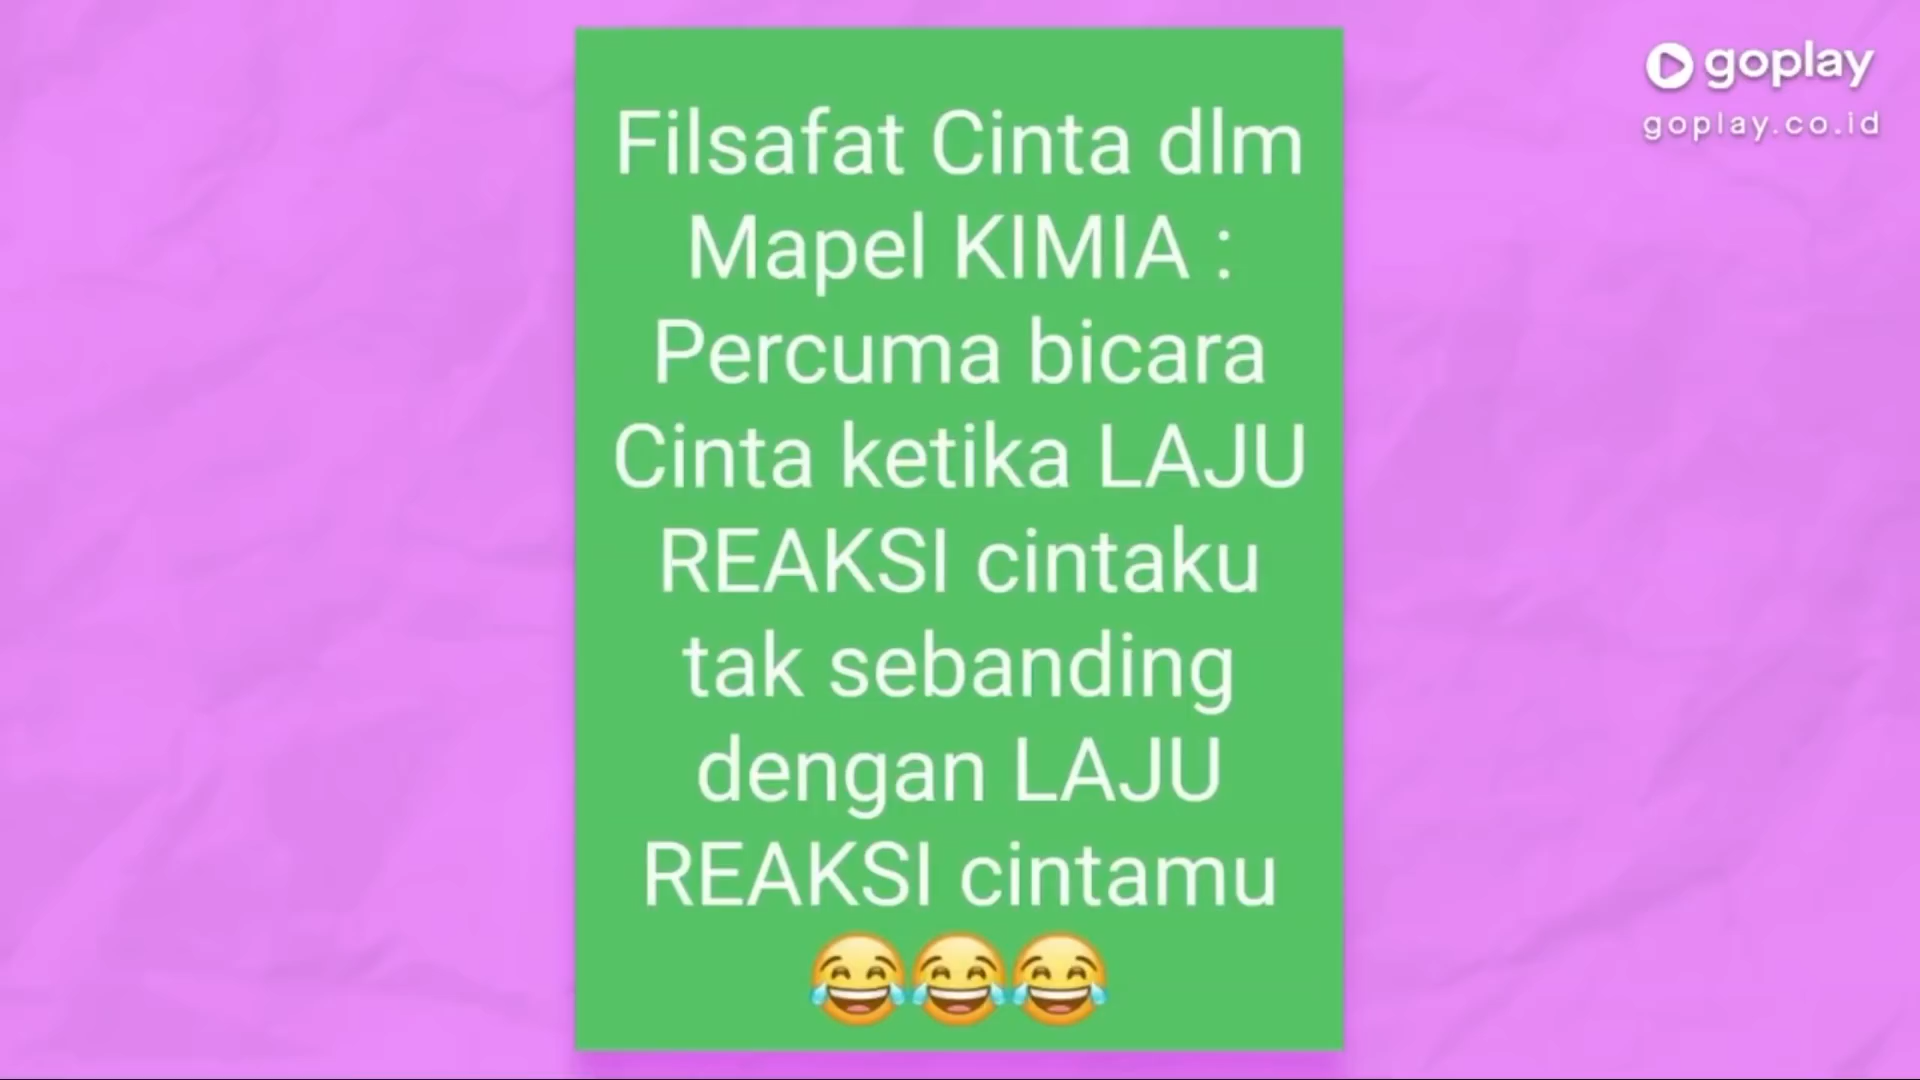 goplay
goplay.co.id
Filsafat Cinta dlm
Mapel KIMIA :
Percuma bicara
Cinta ketika LAJU
REAKSI cintaku
tak sebanding
dengan LAJU
REAKSI cintamu
😂😂😂